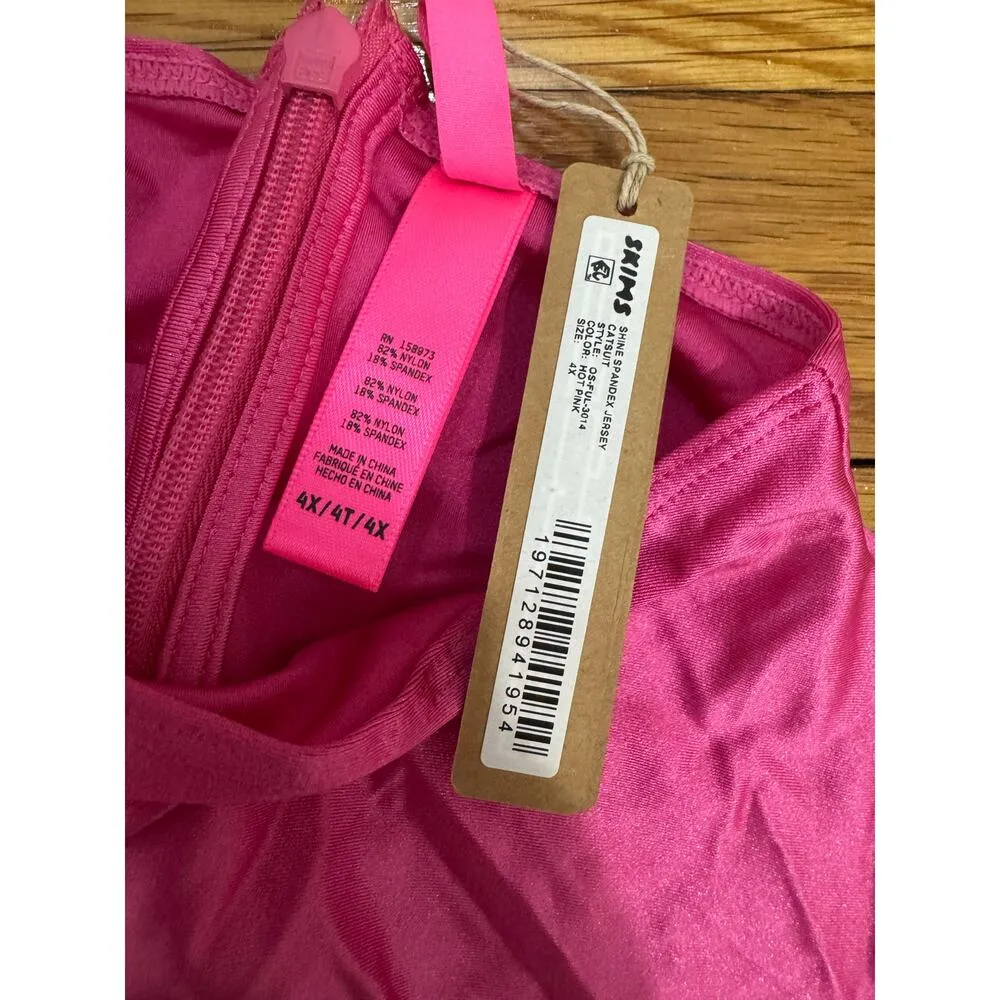 RN 158973
82% NYLON
18% SPANDEX
82% NYLON
18% SPANDEX
82% NYLON
18% SPANDEX
MADE IN CHINA
FABRIQUÉ EN CHINE
HECHO EN CHINA
4X/4T/4X
SKIMS
SHINE SPANDEX JERSEY
CATSUIT
STYLE: OS-FUL-3014
COLOR: HOT PINK
SIZE: 4X
197128941954